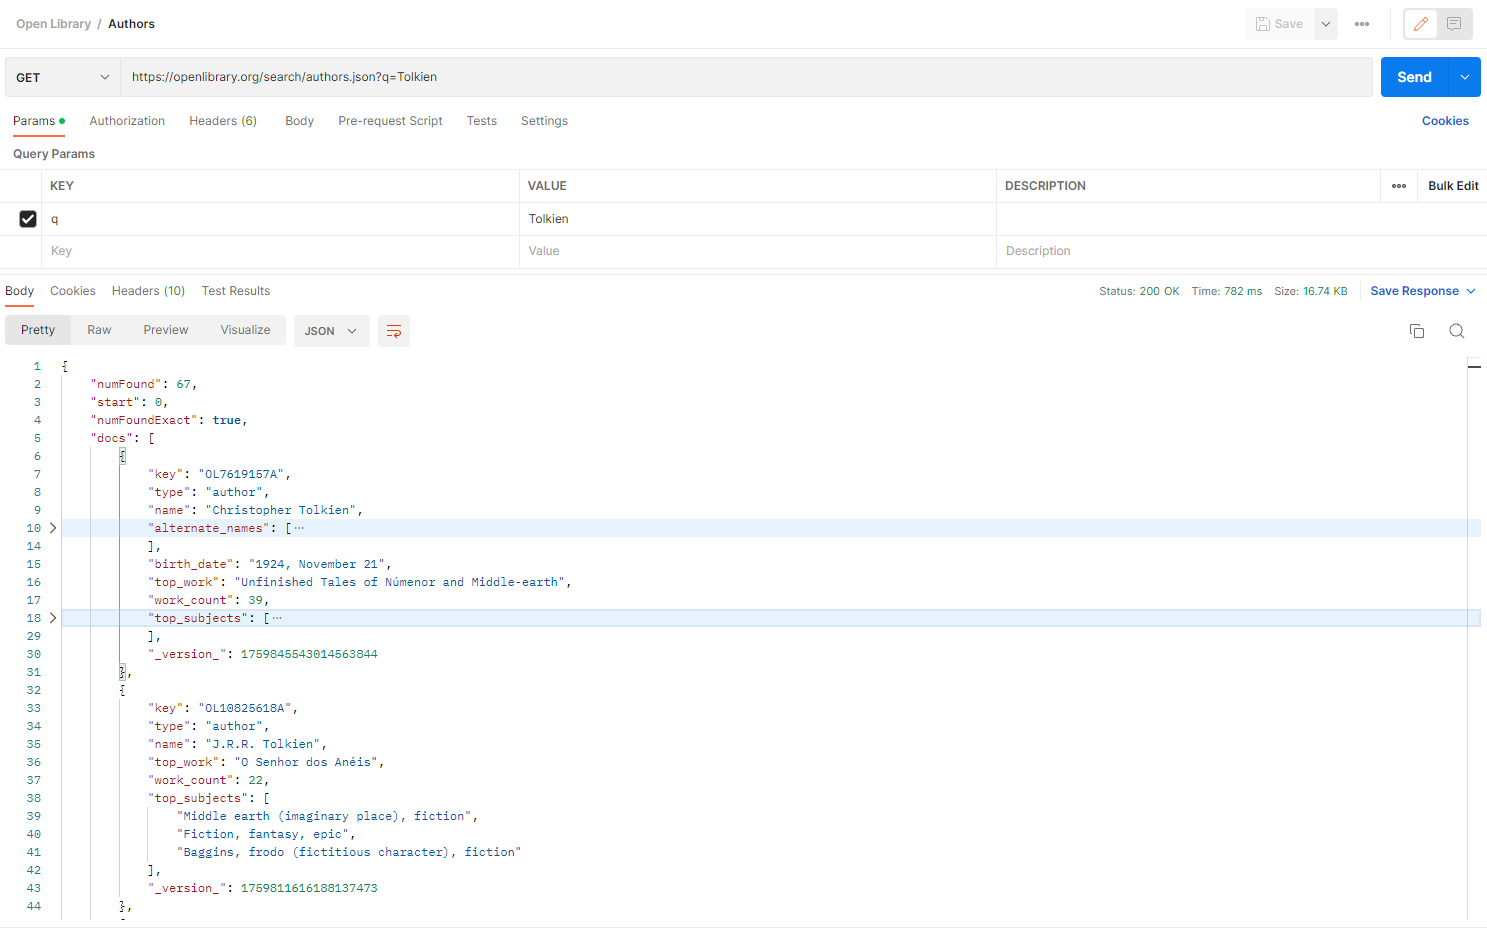 Open Library / Authors
Save
GET https://openlibrary.org/search/authors.json?q=Tolkien Send
Params Authorization Headers (6) Body Pre-request Script Tests Settings Cookies
Query Params
KEY VALUE DESCRIPTION Bulk Edit
q Tolkien
Key Value Description
Body Cookies Headers (10) Test Results Status: 200 OK Time: 782 ms Size: 16.74 KB Save Response
Pretty Raw Preview Visualize JSON
1 {
2 "numFound": 67,
3 "start": 0,
4 "numFoundExact": true,
5 "docs": [
6 {
7 "key": "OL7619157A",
8 "type": "author",
9 "name": "Christopher Tolkien",
10 "alternate_names": [···
14 ],
15 "birth_date": "1924, November 21",
16 "top_work": "Unfinished Tales of Númenor and Middle-earth",
17 "work_count": 39,
18 "top_subjects": [···
29 ],
30 "_version_": 1759845543014563844
31 },
32 {
33 "key": "OL10825618A",
34 "type": "author",
35 "name": "J.R.R. Tolkien",
36 "top_work": "O Senhor dos Anéis",
37 "work_count": 22,
38 "top_subjects": [
39 "Middle earth (imaginary place), fiction",
40 "Fiction, fantasy, epic",
41 "Baggins, frodo (fictitious character), fiction"
42 ],
43 "_version_": 1759811616188137473
44 },